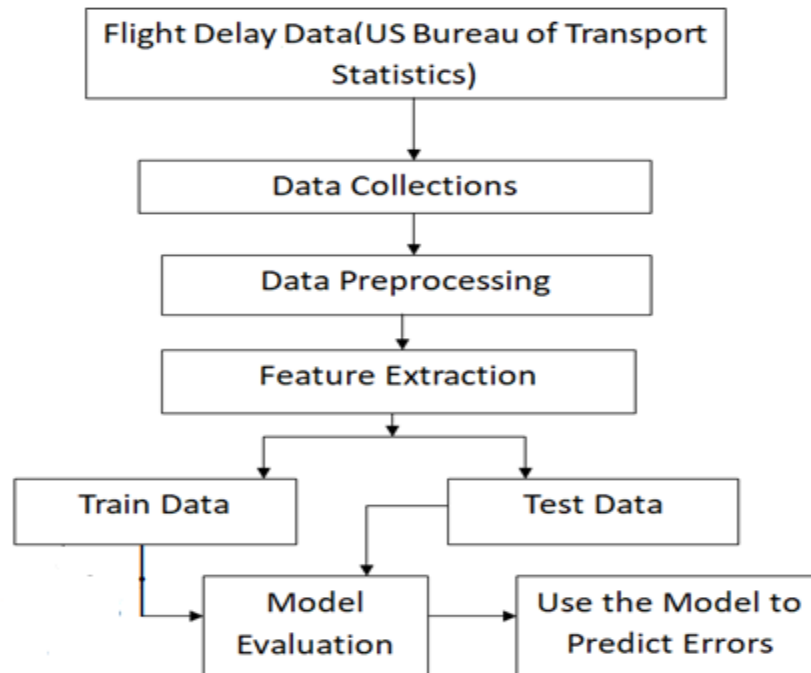 Flight Delay Data(US Bureau of Transport
Statistics)
Data Collections
Data Preprocessing
Feature Extraction
Train Data
Test Data
Model
Evaluation
Use the Model to
Predict Errors